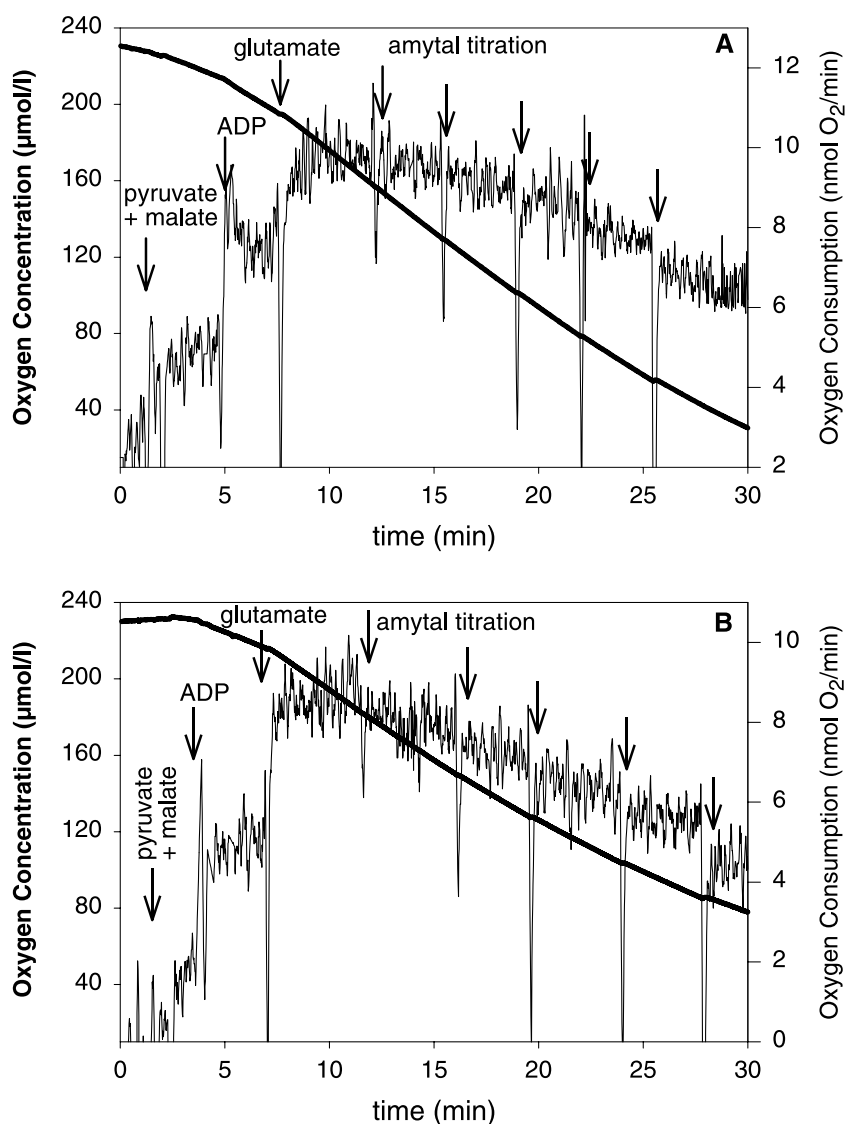 A
glutamate
amytal titration
ADP
pyruvate
+ malate
Oxygen Concentration (µmol/l)
240
200
160
120
80
40
Oxygen Consumption (nmol O₂/min)
12
10
8
6
4
2
0 5 10 15 20 25 30
time (min)
B
glutamate
amytal titration
ADP
pyruvate
+ malate
Oxygen Concentration (µmol/l)
240
200
160
120
80
40
Oxygen Consumption (nmol O₂/min)
10
8
6
4
2
0
0 5 10 15 20 25 30
time (min)